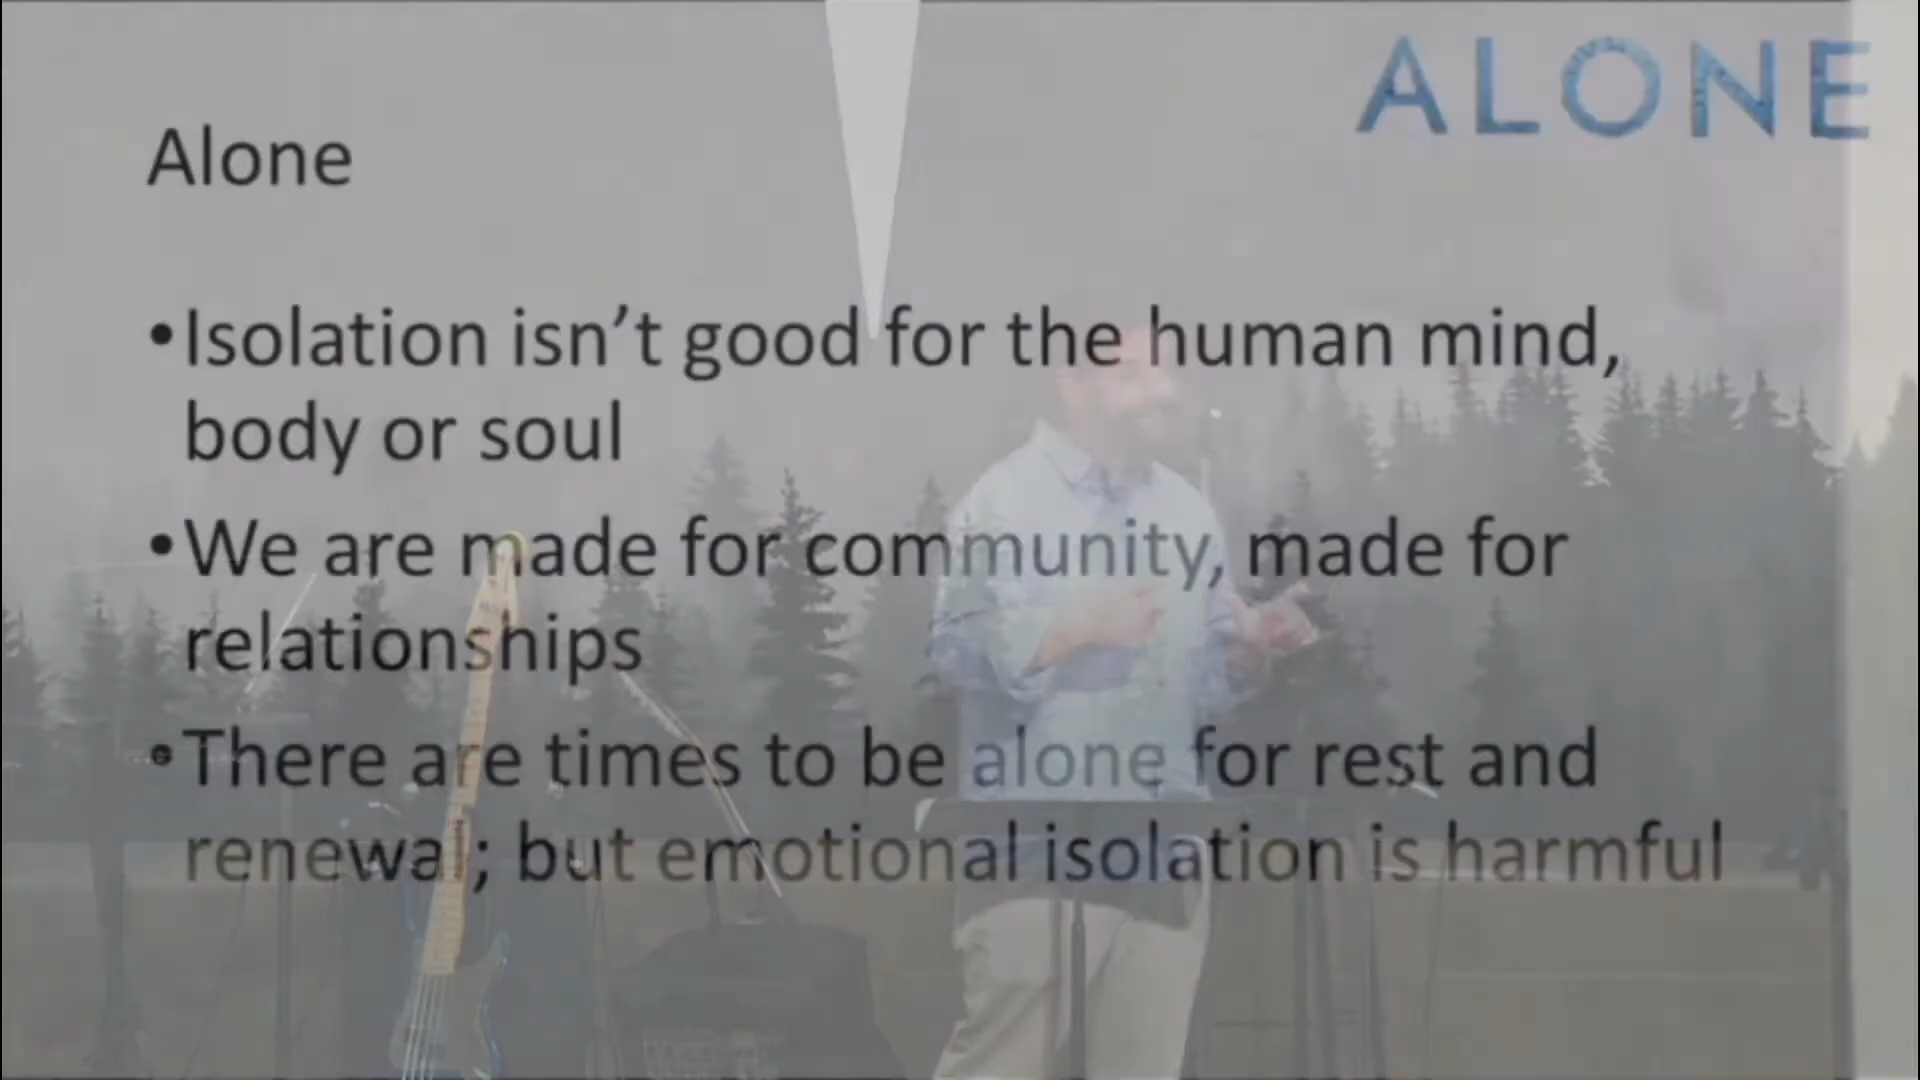 ALONE
Alone
•Isolation isn’t good for the human mind,
body or soul
•We are made for community, made for
relationships
•There are times to be alone for rest and
renewal; but emotional isolation is harmful